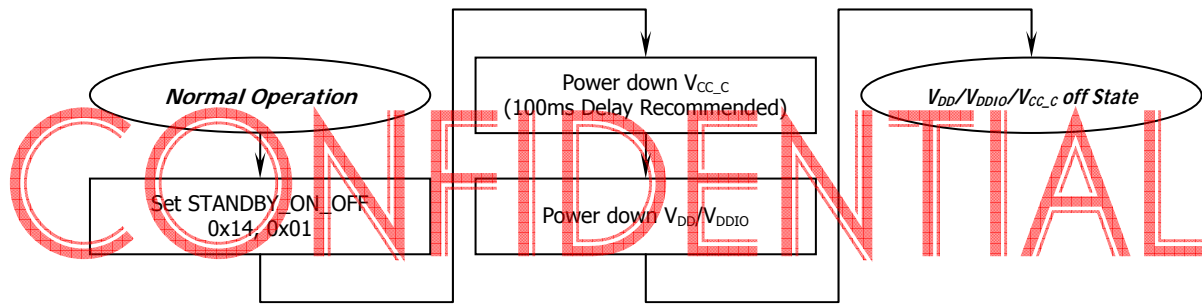 Normal Operation
Set STANDBY_ON_OFF
0x14, 0x01
Power down VCC_C
(100ms Delay Recommended)
Power down VDD/VDDIO
VDD/VDDIO/VCC_C off State
CONFIDENTIAL